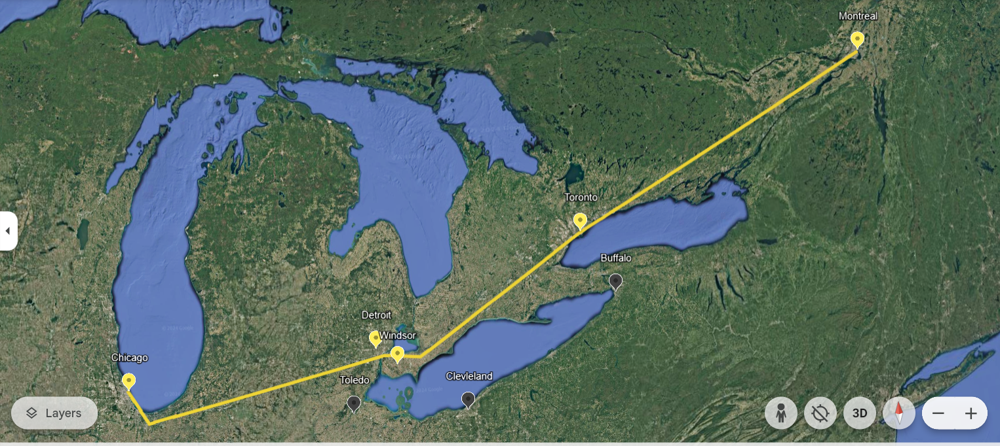 Montreal
Toronto
Buffalo
Detroit
Windsor
Chicago
Toledo
Clevleland
Layers
3D